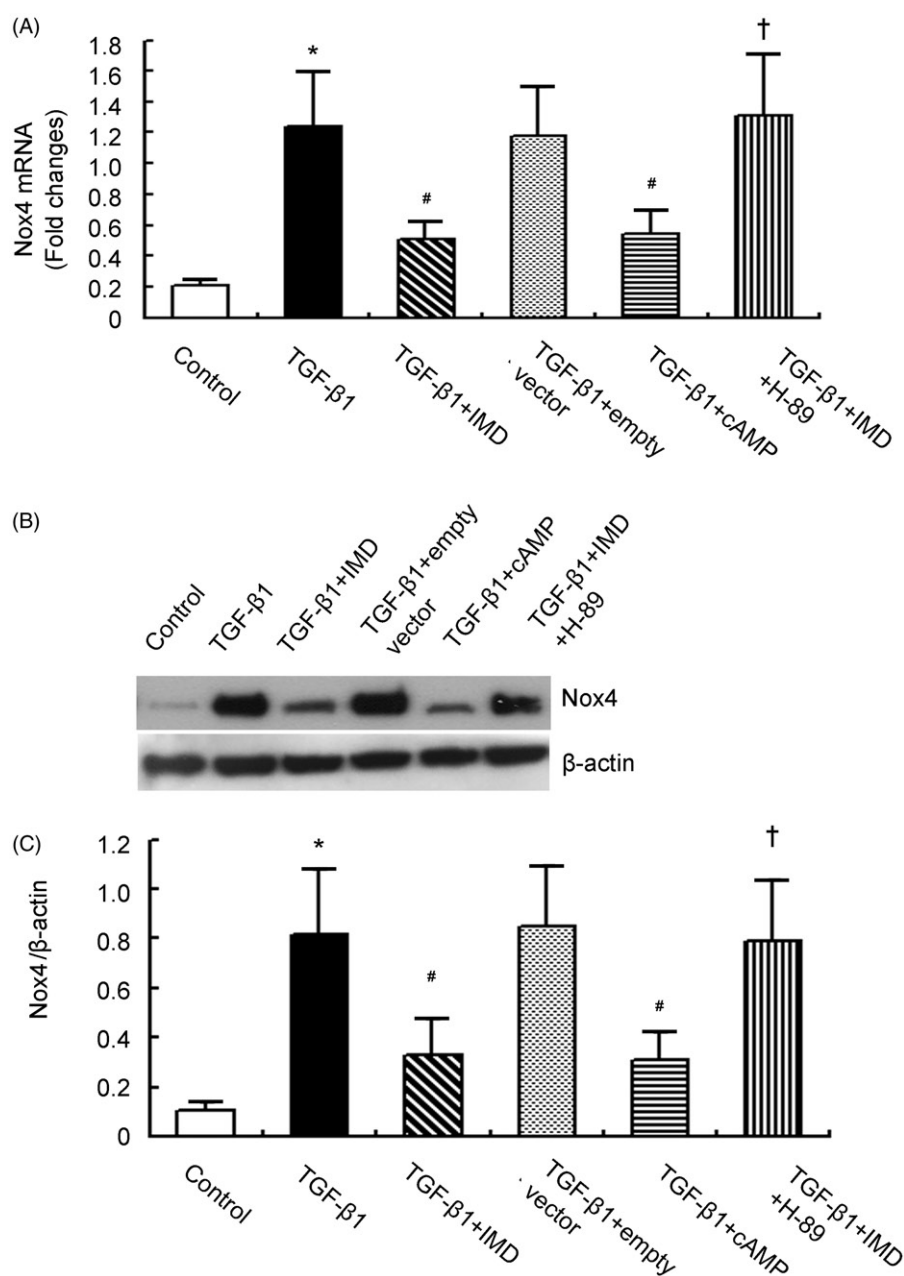 (A)
Nox4 mRNA
(Fold changes)
1.8
1.6
1.4
1.2
1.0
0.8
0.6
0.4
0.2
0
*
#
#
†
Control
TGF-β1
TGF-β1+IMD
TGF-β1+empty
vector
TGF-β1+cAMP
TGF-β1+IMD
+H-89
(B)
Control
TGF-β1
TGF-β1+IMD
TGF-β1+empty
vector
TGF-β1+cAMP
TGF-β1+IMD
+H-89
Nox4
β-actin
(C)
Nox4/β-actin
1.2
1.0
0.8
0.6
0.4
0.2
0
*
#
#
†
Control
TGF-β1
TGF-β1+IMD
TGF-β1+empty
vector
TGF-β1+cAMP
TGF-β1+IMD
+H-89